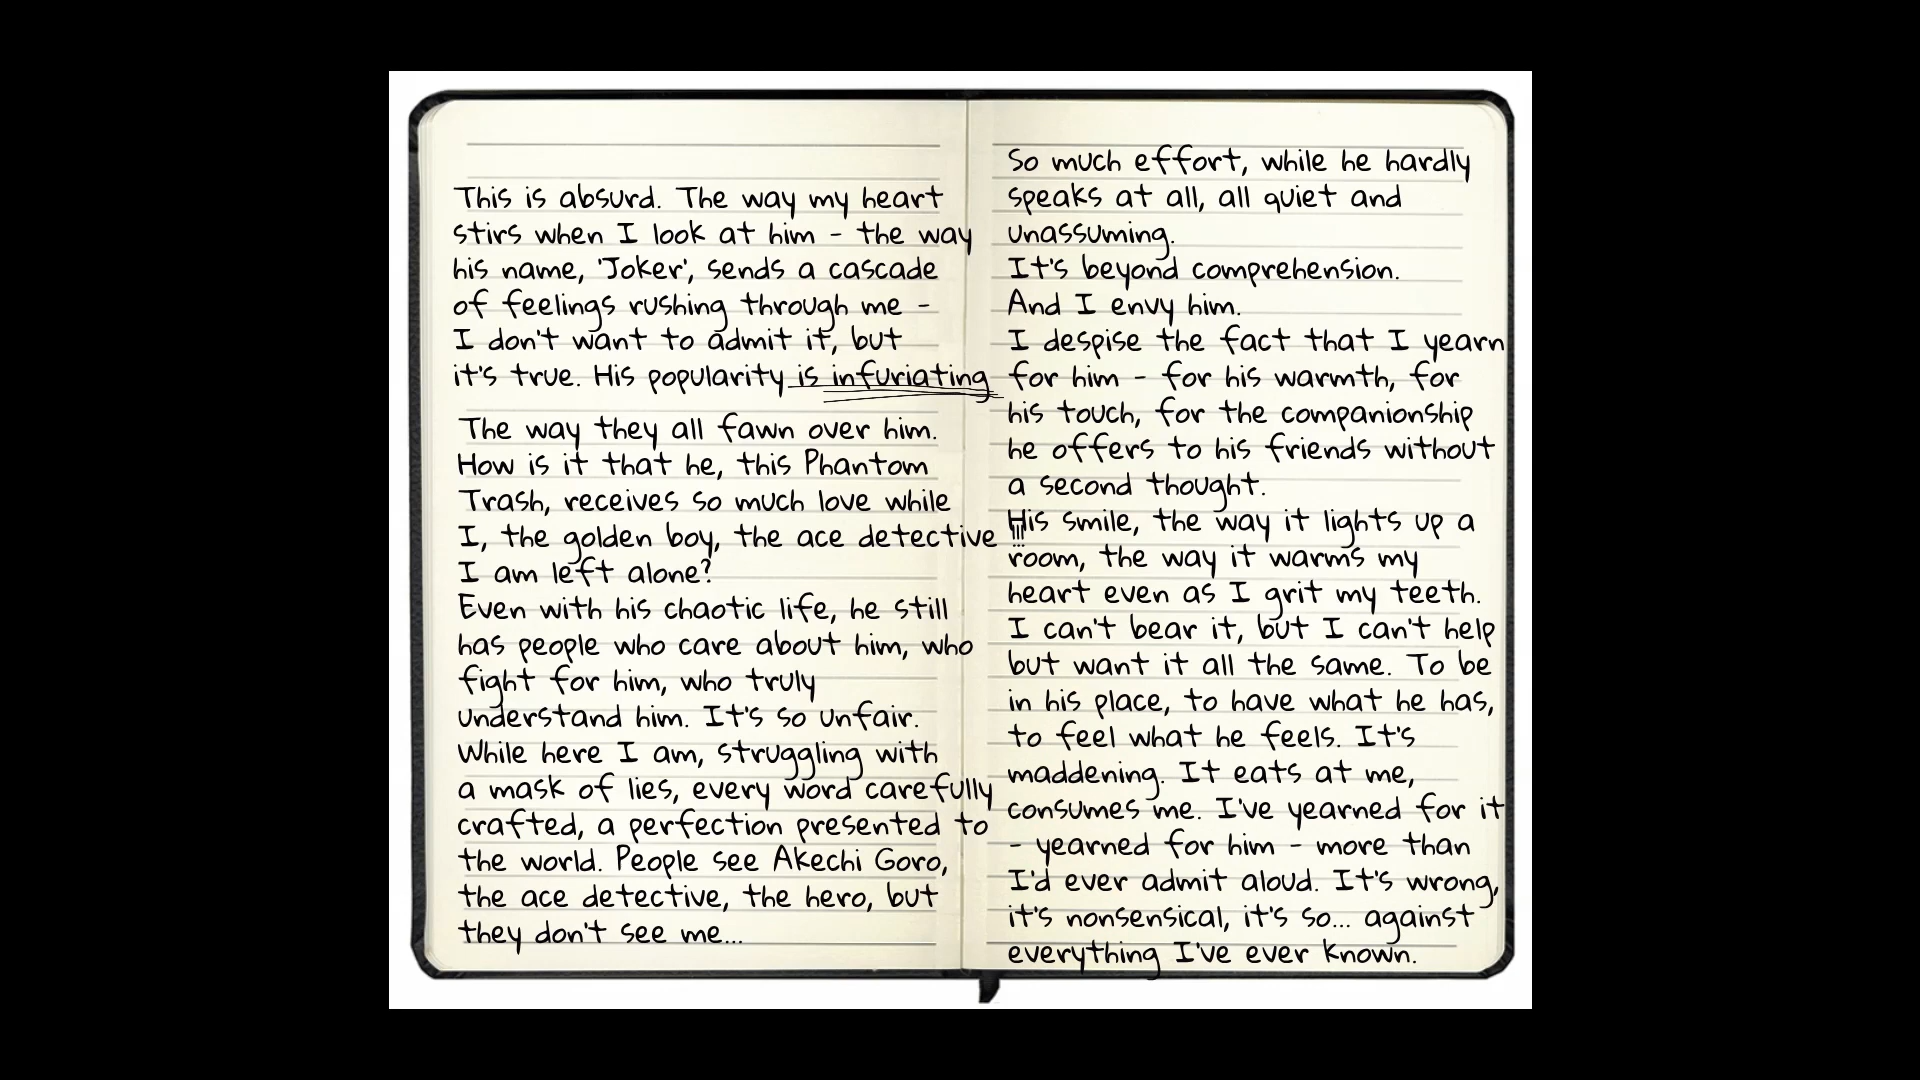 This is absurd. The way my heart
stirs when I look at him - the way
his name, 'Joker', sends a cascade
of feelings rushing through me -
I don't want to admit it, but
it's true. His popularity is infuriating
The way they all fawn over him.
How is it that he, this Phantom
Trash, receives so much love while
I, the golden boy, the ace detective
I am left alone?
Even with his chaotic life, he still
has people who care about him, who
fight for him, who truly
understand him. It's so unfair.
While here I am, struggling with
a mask of lies, every word carefully
crafted, a perfection presented to
the world. People see Akechi Goro,
the ace detective, the hero, but
they don't see me...
So much effort, while he hardly
speaks at all, all quiet and
unassuming.
It's beyond comprehension.
And I envy him.
I despise the fact that I yearn
for him - for his warmth, for
his touch, for the companionship
he offers to his friends without
a second thought.
His smile, the way it lights up a
room, the way it warms my
heart even as I grit my teeth.
I can't bear it, but I can't help
but want it all the same. To be
in his place, to have what he has,
to feel what he feels. It's
maddening. It eats at me,
consumes me. I've yearned for it
- yearned for him - more than
I'd ever admit aloud. It's wrong,
it's nonsensical, it's so... against
everything I've ever known.